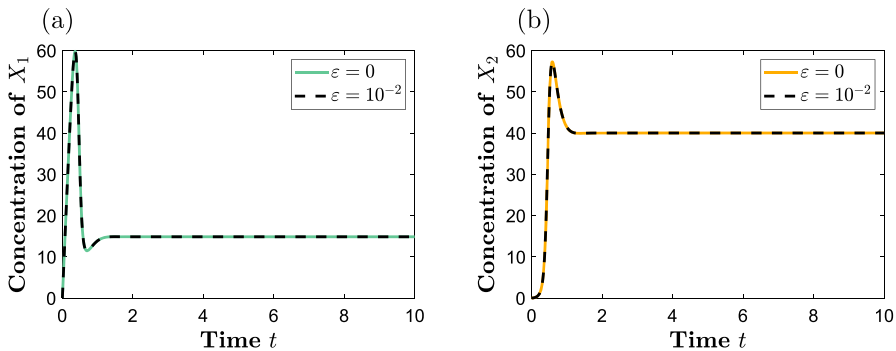 (a)
Concentration of X₁
60
50
40
30
20
10
0
0 2 4 6 8 10
Time t
ε = 0
ε = 10⁻²
(b)
Concentration of X₂
60
50
40
30
20
10
0
0 2 4 6 8 10
Time t
ε = 0
ε = 10⁻²